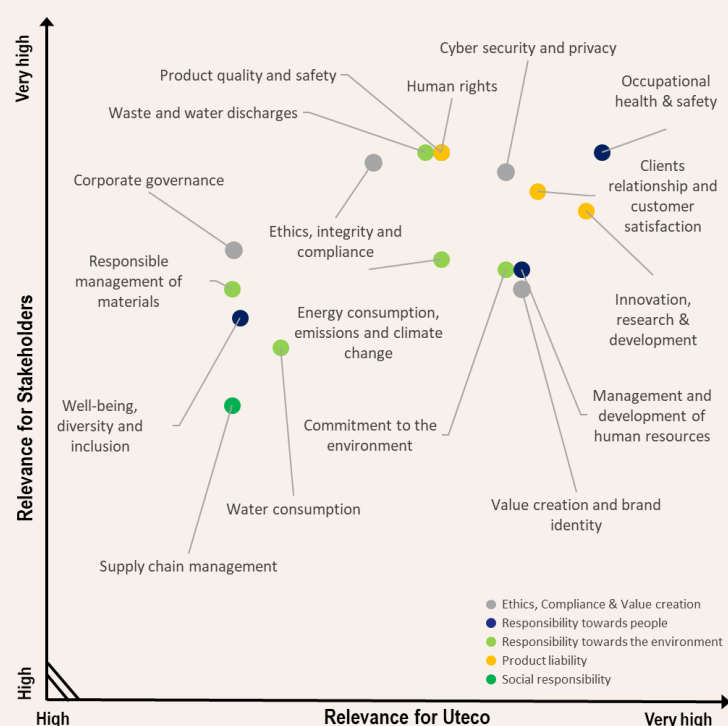 Very high
Relevance for Stakeholders
High
Cyber security and privacy
Product quality and safety
Human rights
Occupational
health & safety
Waste and water discharges
Clients
relationship and
customer
satisfaction
Corporate governance
Ethics, integrity and
compliance
Responsible
management of
materials
Innovation,
research &
development
Energy consumption,
emissions and climate
change
Well-being,
diversity and
inclusion
Commitment to the
environment
Management and
development of
human resources
Water consumption
Value creation and brand
identity
Supply chain management
Ethics, Compliance & Value creation
Responsibility towards people
Responsibility towards the environment
Product liability
Social responsibility
High
Relevance for Uteco
Very high